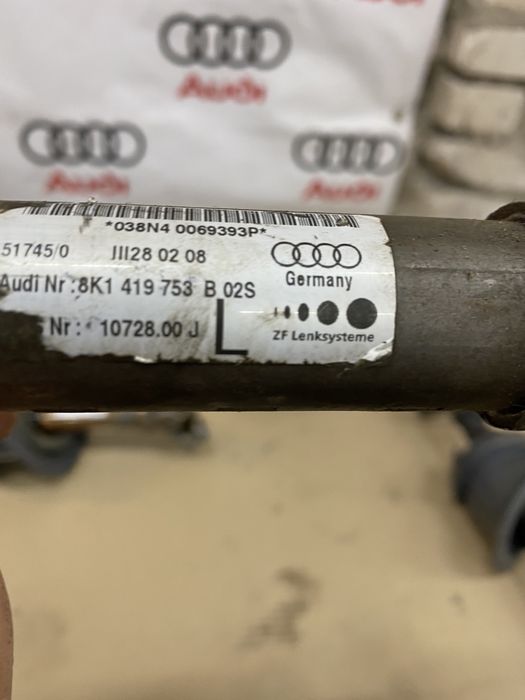 Audi
Audi
Audi
*038N4 0069393P*
51745/0 III28 02 08
Audi Nr : 8K1 419 753 B 02S
Germany
Nr : 10728.00 J L
ZF Lenksysteme